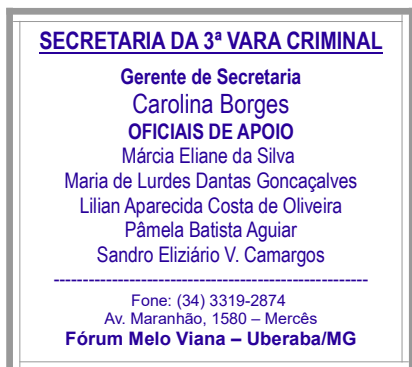 SECRETARIA DA 3ª VARA CRIMINAL
Gerente de Secretaria
Carolina Borges
OFICIAIS DE APOIO
Márcia Eliane da Silva
Maria de Lurdes Dantas Goncaçalves
Lilian Aparecida Costa de Oliveira
Pâmela Batista Aguiar
Sandro Eliziário V. Camargos
------------------------------------------------------
Fone: (34) 3319-2874
Av. Maranhão, 1580 – Mercês
Fórum Melo Viana – Uberaba/MG